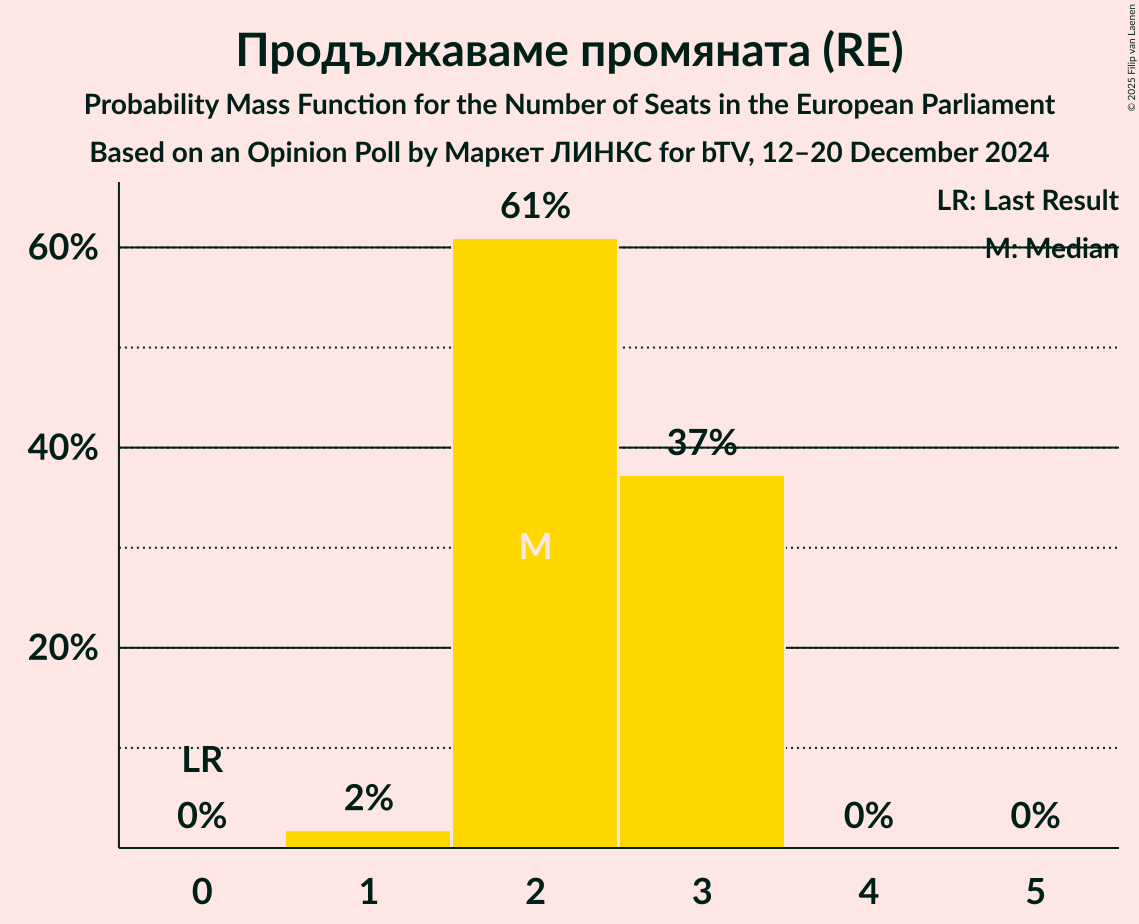 Продължаваме промяната (RE)
Probability Mass Function for the Number of Seats in the European Parliament
Based on an Opinion Poll by Маркет ЛИНКС for bTV, 12–20 December 2024
© 2025 Filip van Laenen
LR: Last Result
M: Median
61%
60%
40%
37%
M
20%
LR
0%
2%
0%
0%
0 1 2 3 4 5